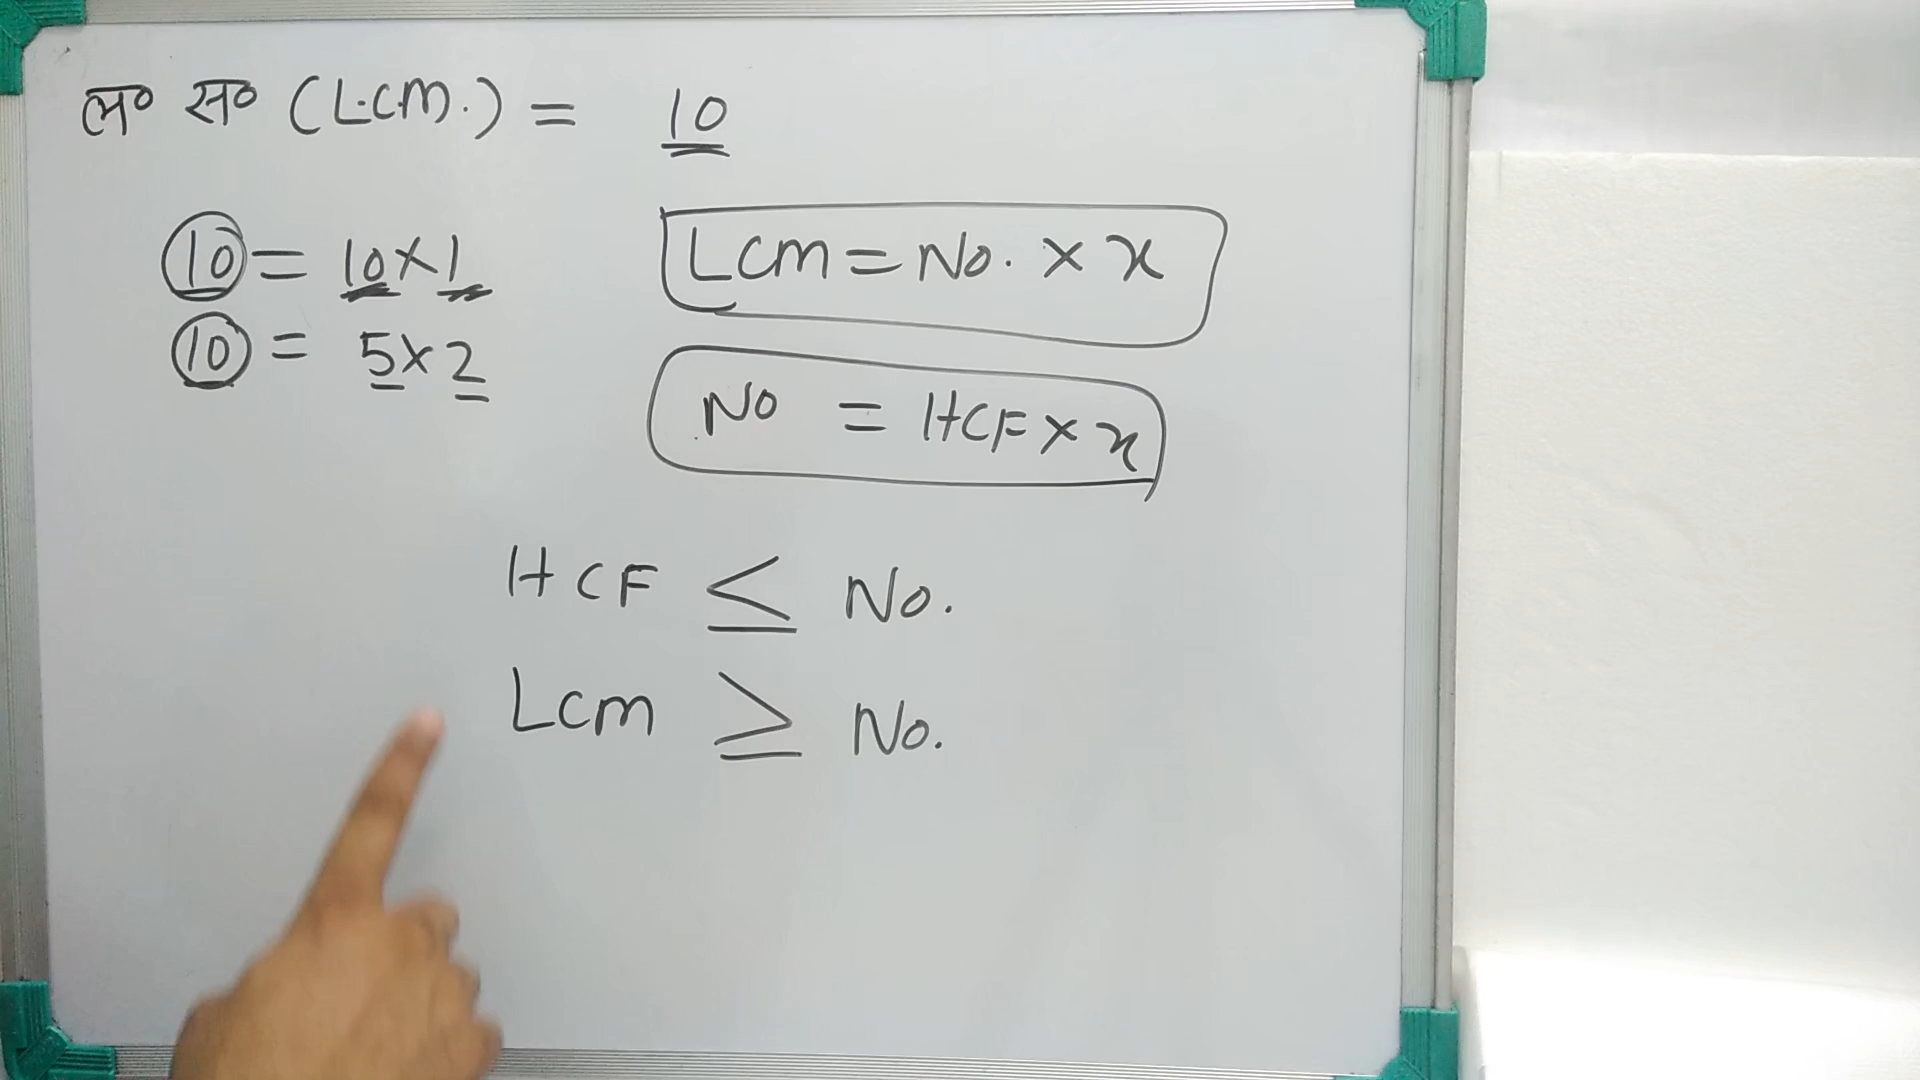 ल० स० (L.C.M.) = 10
10 = 10×1
10 = 5×2
LCM = No. × x
No = HCF × x
HCF ≤ No.
LCM ≥ No.